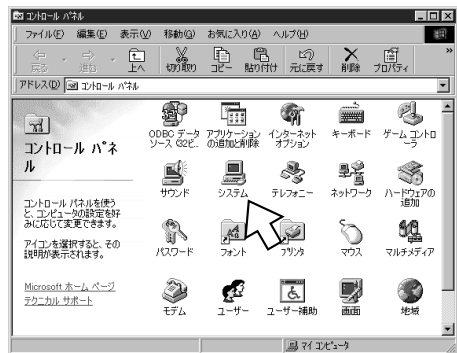 コントロール パネル
ファイル(F) 編集(E) 表示(V) 移動(G) お気に入り(A) ヘルプ(H)
戻る 進む 上へ 切り取り コピー 貼り付け 元に戻す 削除 プロパティ »
アドレス(D) コントロール パネル
コントロール パネ
ル
コントロール パネルを使う
と、コンピュータの設定を好
みに応じて変更できます。
アイコンを選択すると、その
説明が表示されます。
Microsoft ホーム ページ
テクニカル サポート
ODBC データ アプリケーション インターネット キーボード ゲーム コントロ
ソース (32ビ... の追加と削除 オプション ーラ
サウンド システム テレフォニー ネットワーク ハードウェアの
追加
パスワード フォント プリンタ マウス マルチメディア
モデム ユーザー ユーザー補助 画面 地域
マイ コンピュータ